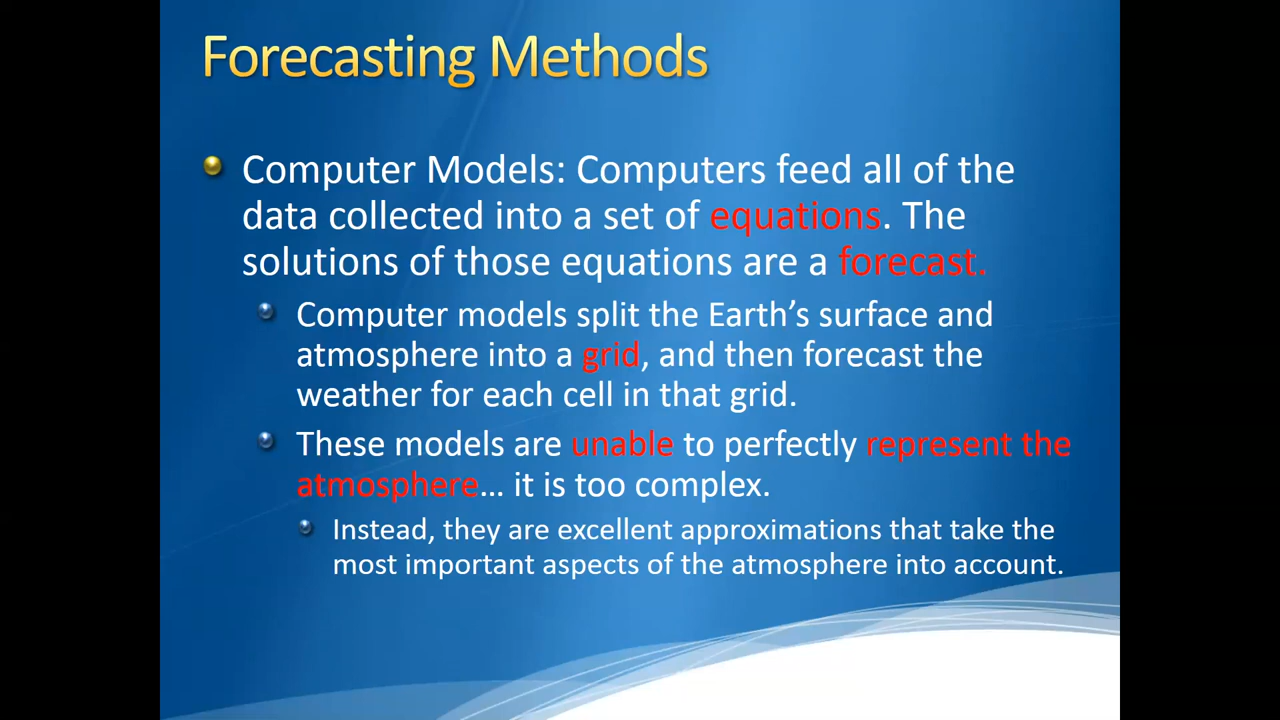 Forecasting Methods
Computer Models: Computers feed all of the
data collected into a set of equations. The
solutions of those equations are a forecast.
Computer models split the Earth’s surface and
atmosphere into a grid, and then forecast the
weather for each cell in that grid.
These models are unable to perfectly represent the
atmosphere… it is too complex.
Instead, they are excellent approximations that take the
most important aspects of the atmosphere into account.